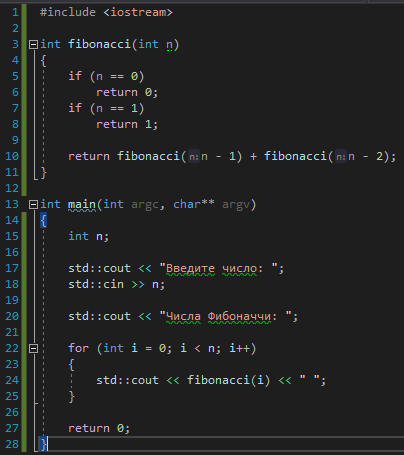 1 #include <iostream>
2
3 int fibonacci(int n)
4 {
5 if (n == 0)
6 return 0;
7 if (n == 1)
8 return 1;
9
10 return fibonacci(n: n - 1) + fibonacci(n: n - 2);
11 }
12
13 int main(int argc, char** argv)
14 {
15 int n;
16
17 std::cout << "Введите число: ";
18 std::cin >> n;
19
20 std::cout << "Числа Фибоначчи: ";
21
22 for (int i = 0; i < n; i++)
23 {
24 std::cout << fibonacci(i) << " ";
25 }
26
27 return 0;
28 }